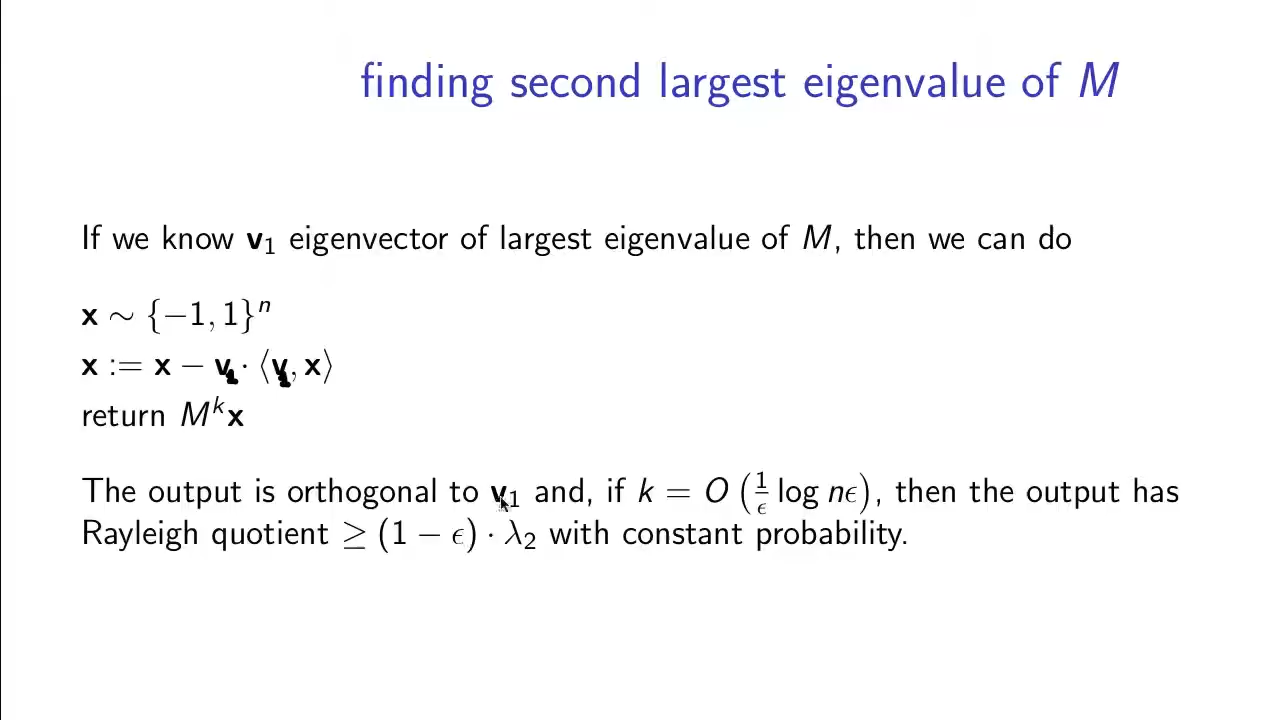 finding second largest eigenvalue of M
If we know v₁ eigenvector of largest eigenvalue of M, then we can do
x ∼ {−1, 1}ⁿ
x := x − v₁ · ⟨v₁, x⟩
return Mᵏx
The output is orthogonal to v₁ and, if k = O(1/ϵ log nϵ), then the output has
Rayleigh quotient ≥ (1 − ϵ) · λ₂ with constant probability.